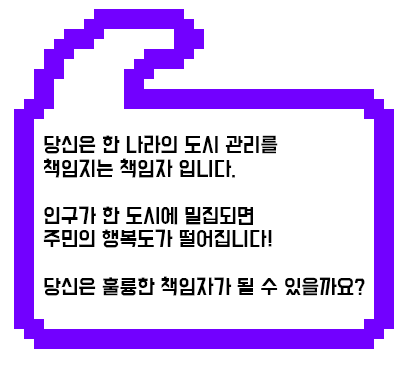 당신은 한 나라의 도시 관리를
책임지는 책임자 입니다.
인구가 한 도시에 밀집되면
주민의 행복도가 떨어집니다!
당신은 훌륭한 책임자가 될 수 있을까요?